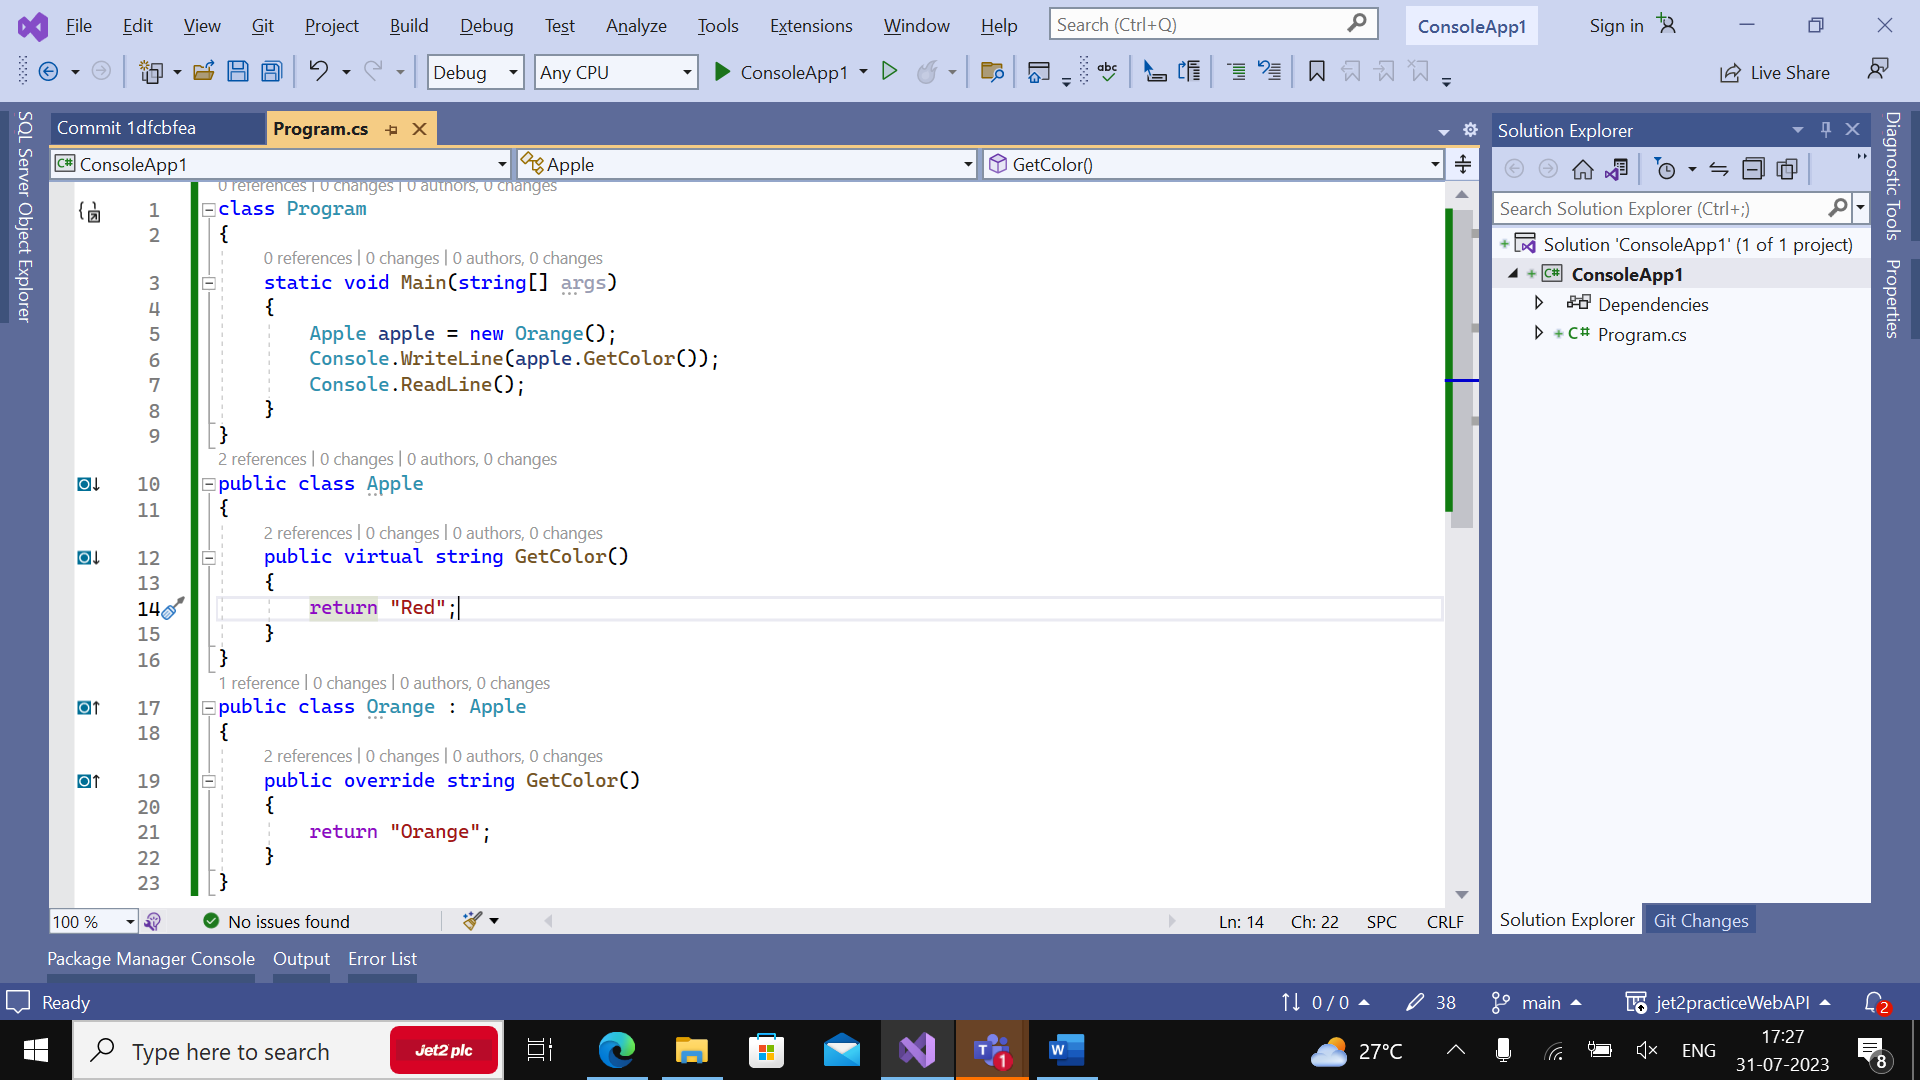 File Edit View Git Project Build Debug Test Analyze Tools Extensions Window Help Search (Ctrl+Q) ConsoleApp1 Sign in
Debug Any CPU ConsoleApp1 Live Share
SQL Server Object Explorer
Commit 1dfcbfea Program.cs
ConsoleApp1 Apple GetColor()
0 references | 0 changes | 0 authors, 0 changes
1 class Program
2 {
0 references | 0 changes | 0 authors, 0 changes
3 static void Main(string[] args)
4 {
5 Apple apple = new Orange();
6 Console.WriteLine(apple.GetColor());
7 Console.ReadLine();
8 }
9 }
2 references | 0 changes | 0 authors, 0 changes
10 public class Apple
11 {
2 references | 0 changes | 0 authors, 0 changes
12 public virtual string GetColor()
13 {
14 return "Red";
15 }
16 }
1 reference | 0 changes | 0 authors, 0 changes
17 public class Orange : Apple
18 {
2 references | 0 changes | 0 authors, 0 changes
19 public override string GetColor()
20 {
21 return "Orange";
22 }
23 }
100 % No issues found Ln: 14 Ch: 22 SPC CRLF
Solution Explorer
Search Solution Explorer (Ctrl+;)
Solution 'ConsoleApp1' (1 of 1 project)
C# ConsoleApp1
Dependencies
C# Program.cs
Solution Explorer Git Changes
Diagnostic Tools
Properties
Package Manager Console Output Error List
Ready 0 / 0 38 main jet2practiceWebAPI 2
Type here to search Jet2 plc 1 27°C ENG 17:27
31-07-2023 8